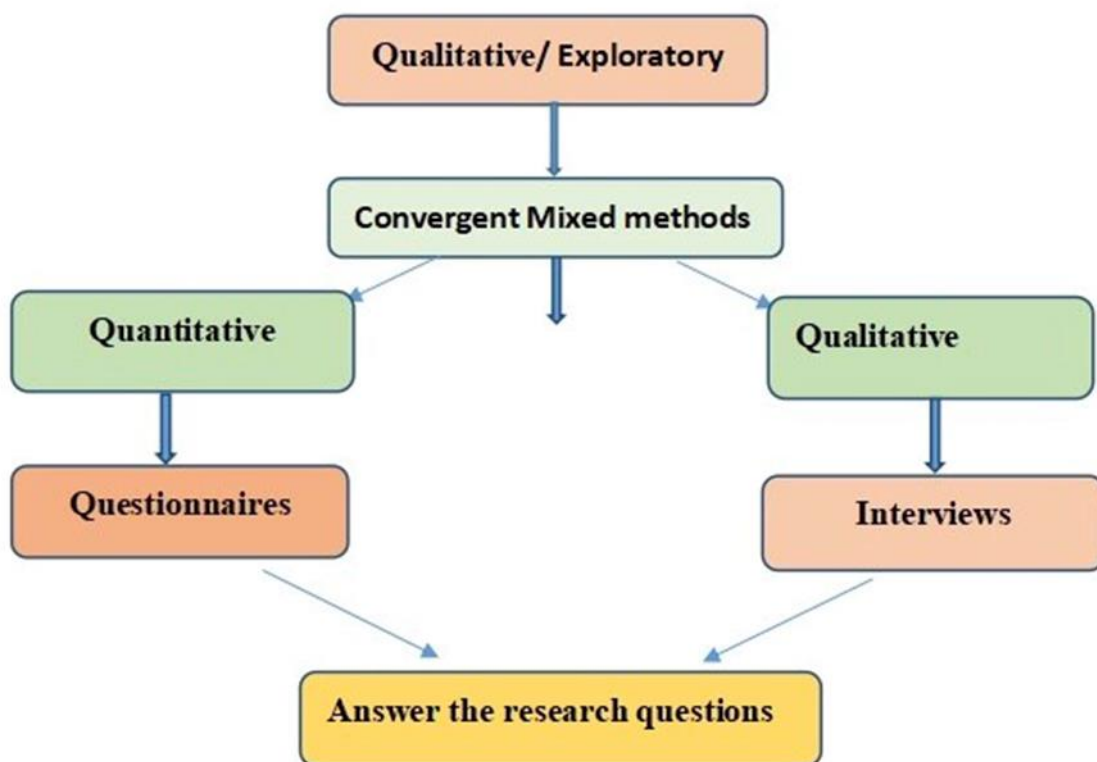 Qualitative/ Exploratory
Convergent Mixed methods
Quantitative
Qualitative
Questionnaires
Interviews
Answer the research questions